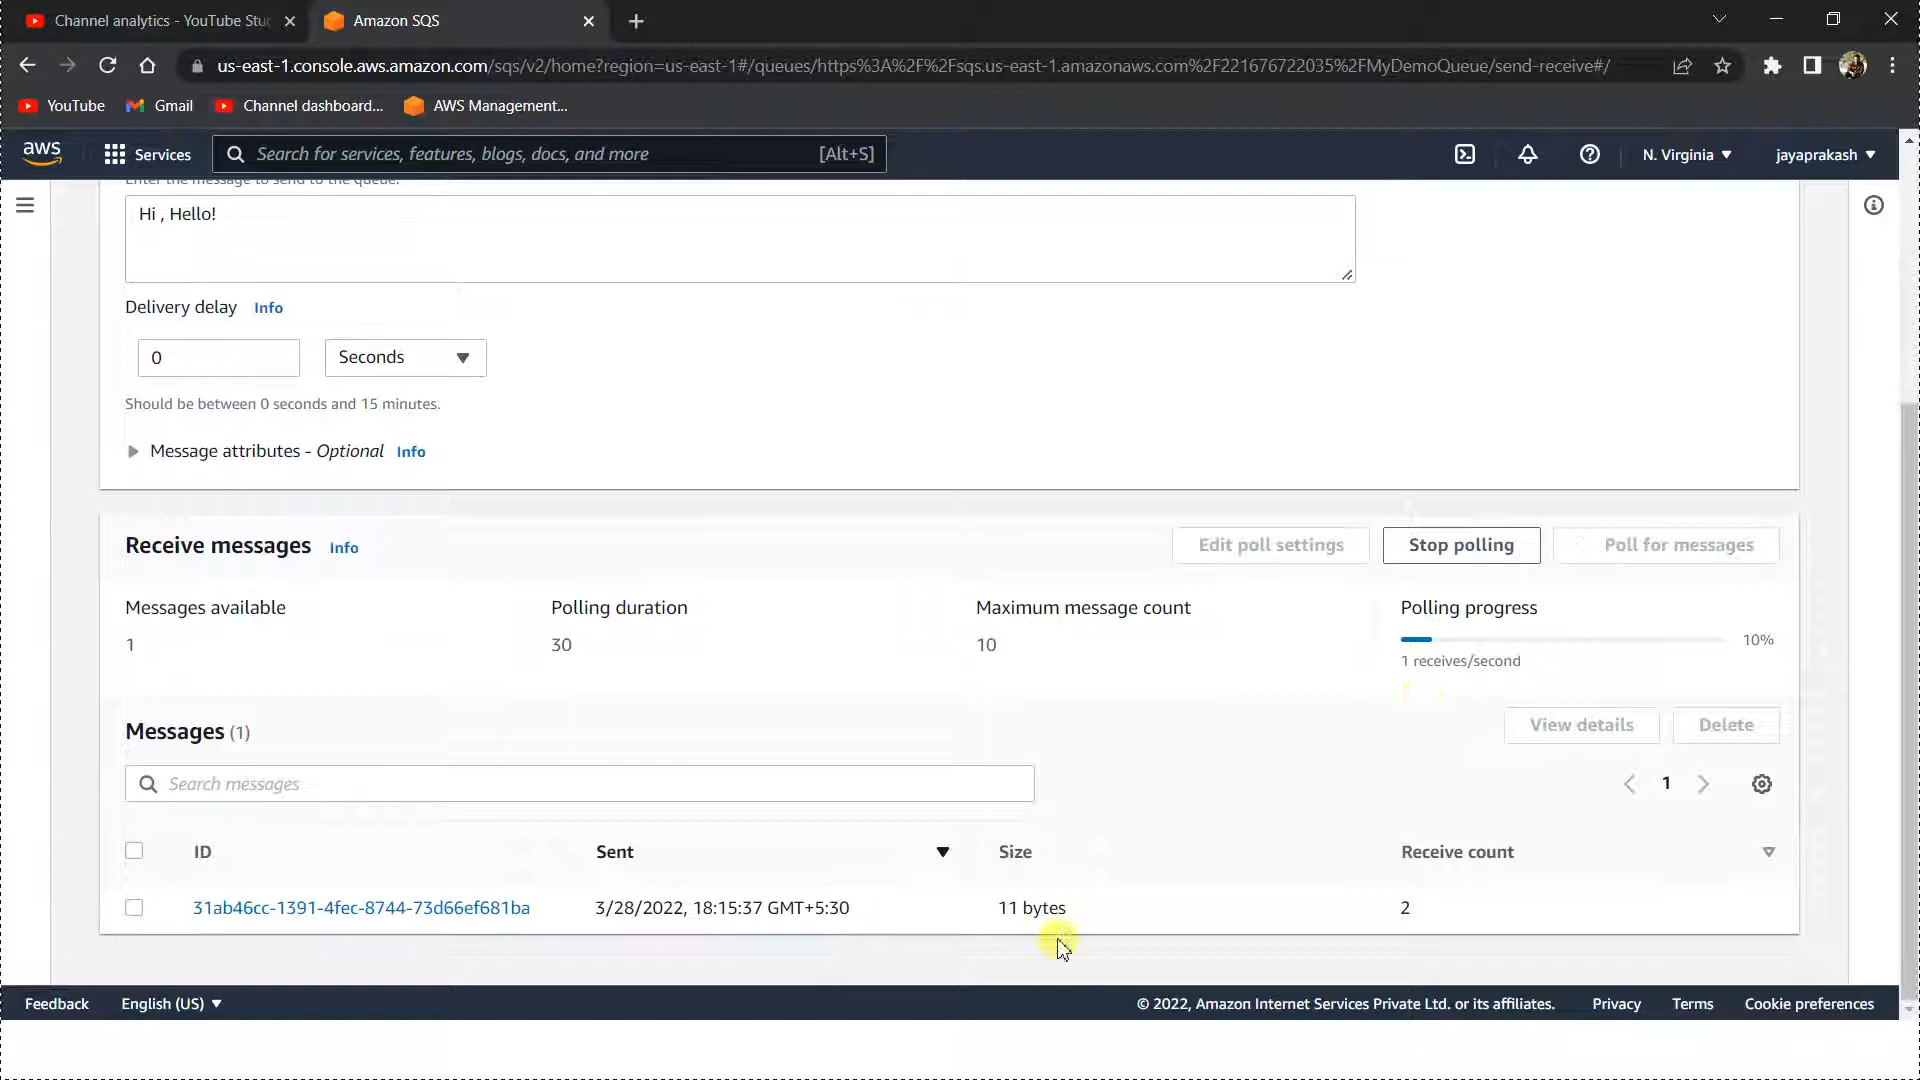 Channel analytics - YouTube Stu
Amazon SQS
us-east-1.console.aws.amazon.com/sqs/v2/home?region=us-east-1#/queues/https%3A%2F%2Fsqs.us-east-1.amazonaws.com%2F221676722035%2FMyDemoQueue/send-receive#/
YouTube Gmail Channel dashboard... AWS Management...
aws Services Search for services, features, blogs, docs, and more [Alt+S] N. Virginia jayaprakash
Enter the message to send to the queue.
Hi , Hello!
Delivery delay Info
0 Seconds
Should be between 0 seconds and 15 minutes.
Message attributes - Optional Info
Receive messages Info Edit poll settings Stop polling Poll for messages
Messages available Polling duration Maximum message count Polling progress
1 30 10 10%
1 receives/second
Messages (1) View details Delete
Search messages 1
ID Sent Size Receive count
31ab46cc-1391-4fec-8744-73d66ef681ba 3/28/2022, 18:15:37 GMT+5:30 11 bytes 2
Feedback English (US) © 2022, Amazon Internet Services Private Ltd. or its affiliates. Privacy Terms Cookie preferences